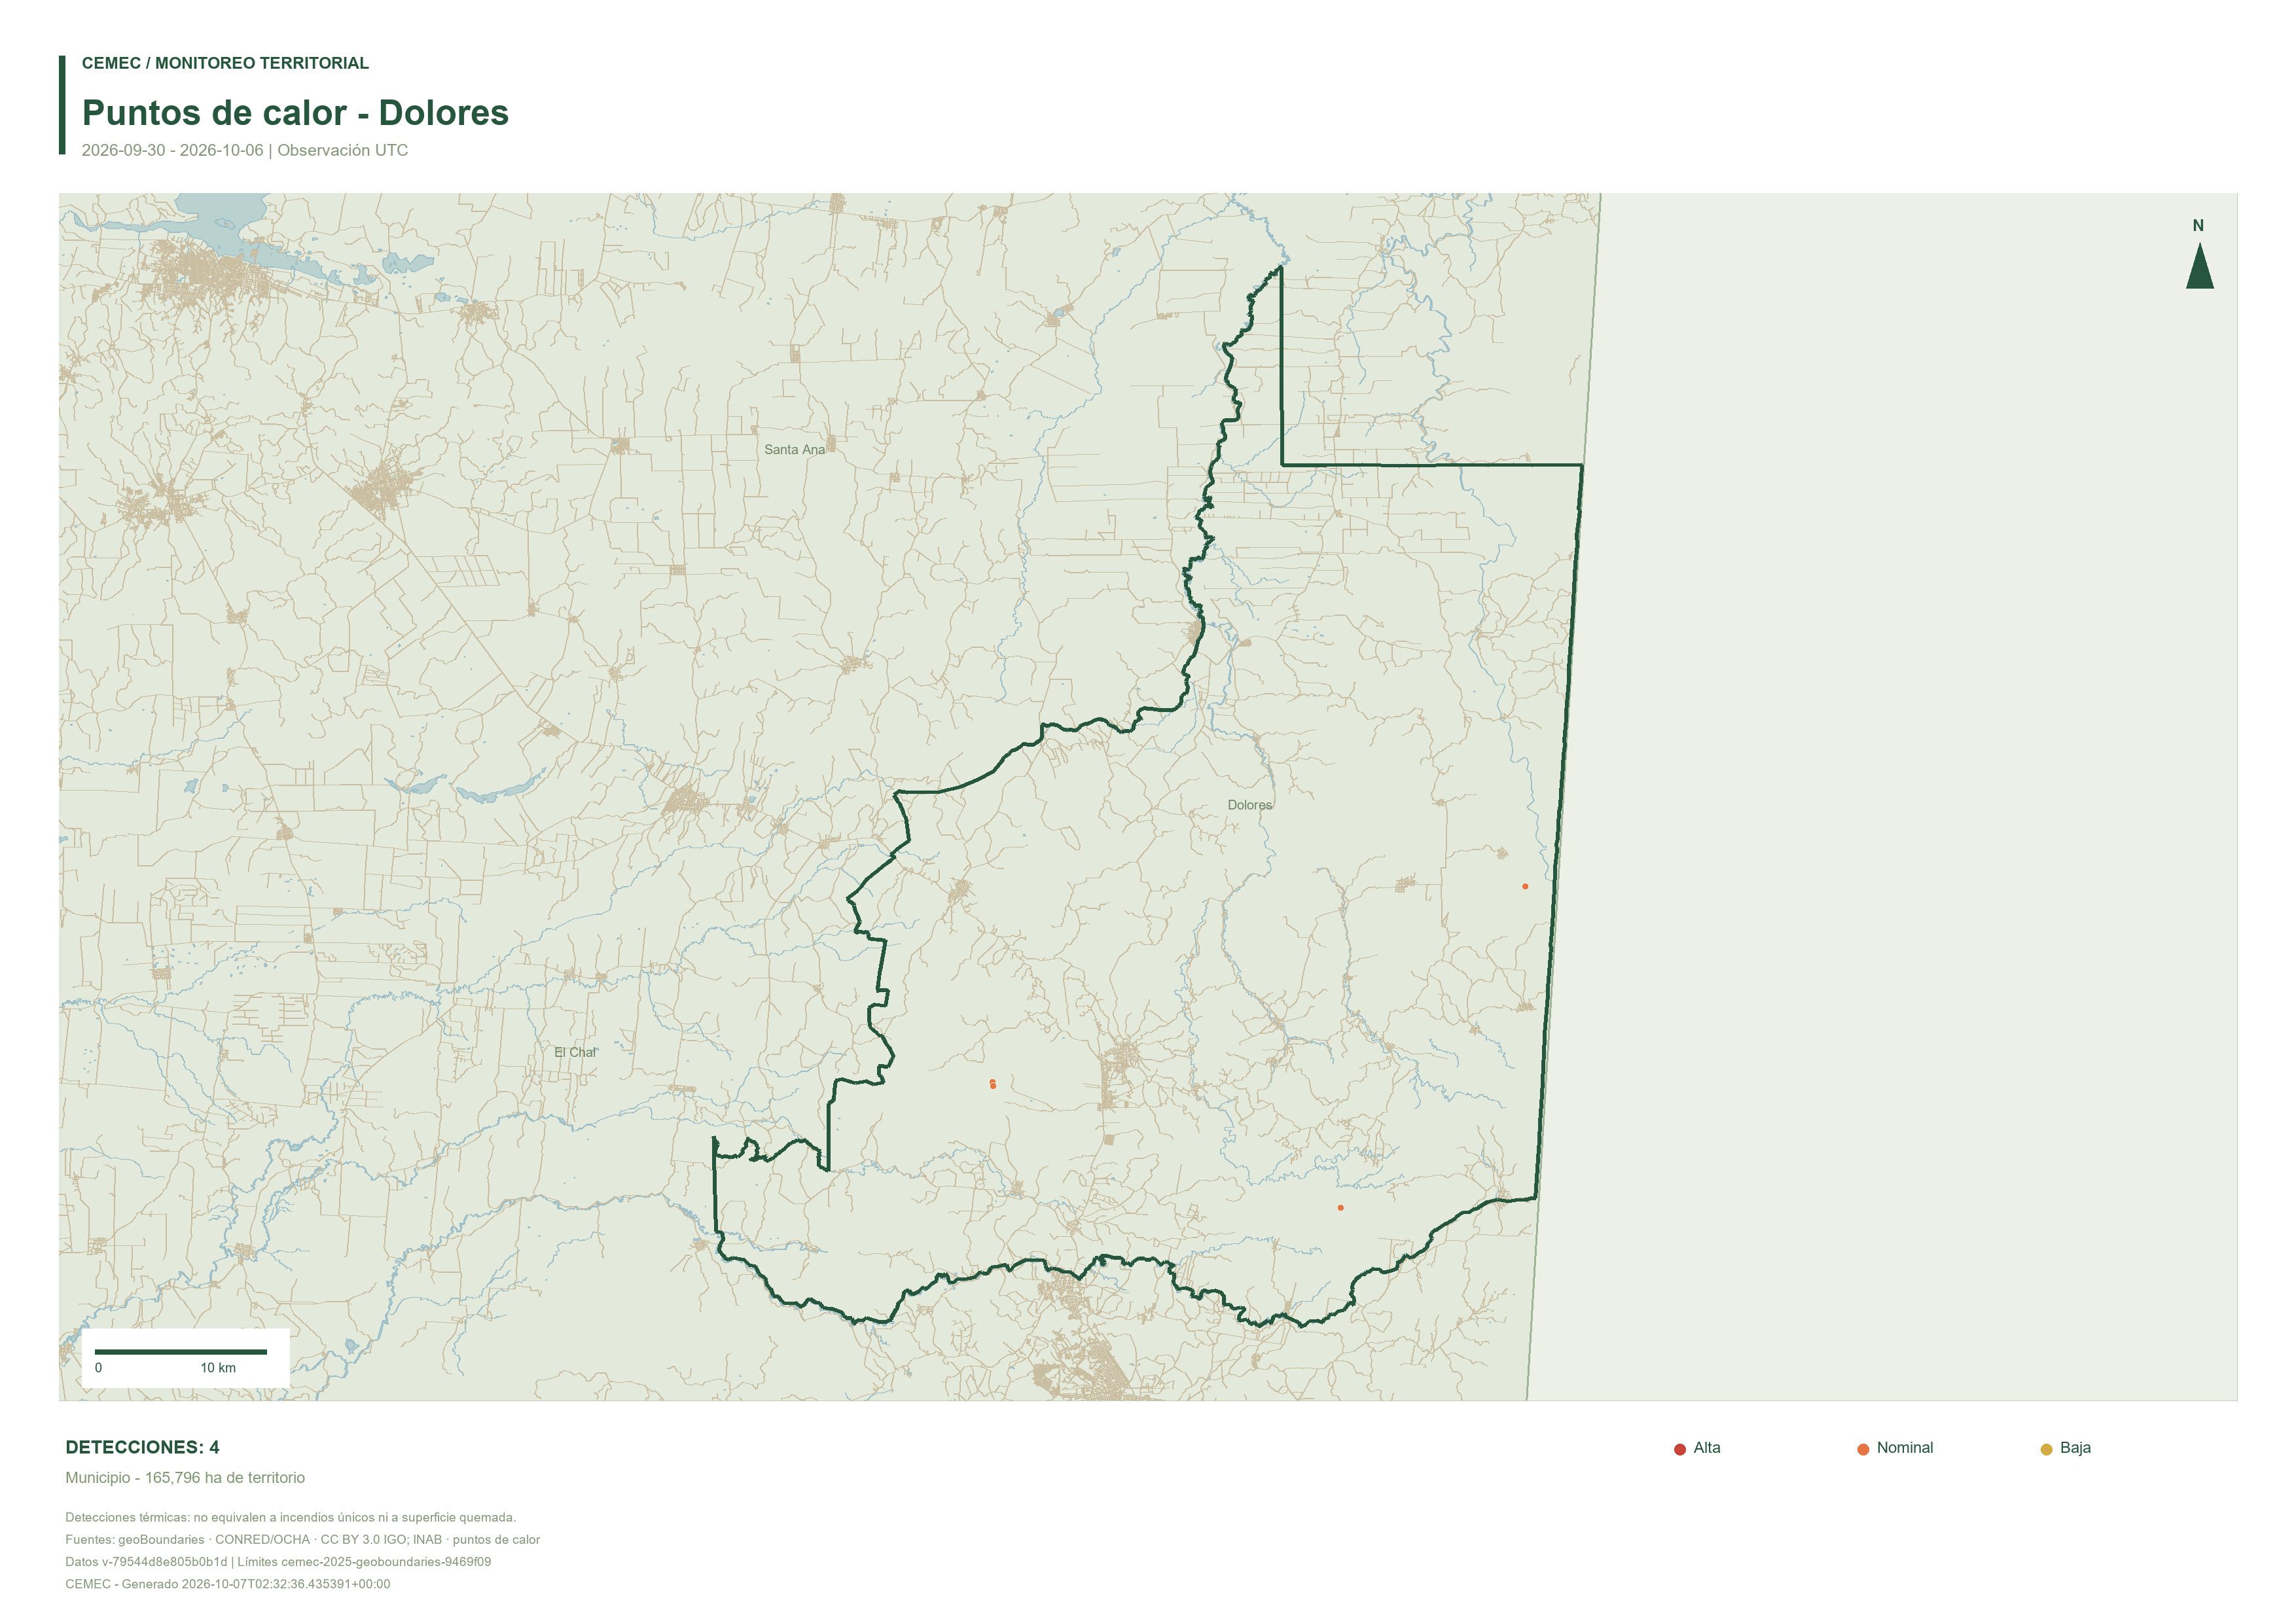 CEMEC / MONITOREO TERRITORIAL
Puntos de calor - Dolores
2026-09-30 - 2026-10-06 | Observación UTC
N
Santa Ana
Dolores
El Chal
0 10 km
DETECCIONES: 4
Alta Nominal Baja
Municipio - 165,796 ha de territorio
Detecciones térmicas: no equivalen a incendios únicos ni a superficie quemada.
Fuentes: geoBoundaries · CONRED/OCHA · CC BY 3.0 IGO; INAB · puntos de calor
Datos v-79544d8e805b0b1d | Límites cemec-2025-geoboundaries-9469f09
CEMEC - Generado 2026-10-07T02:32:36.435391+00:00